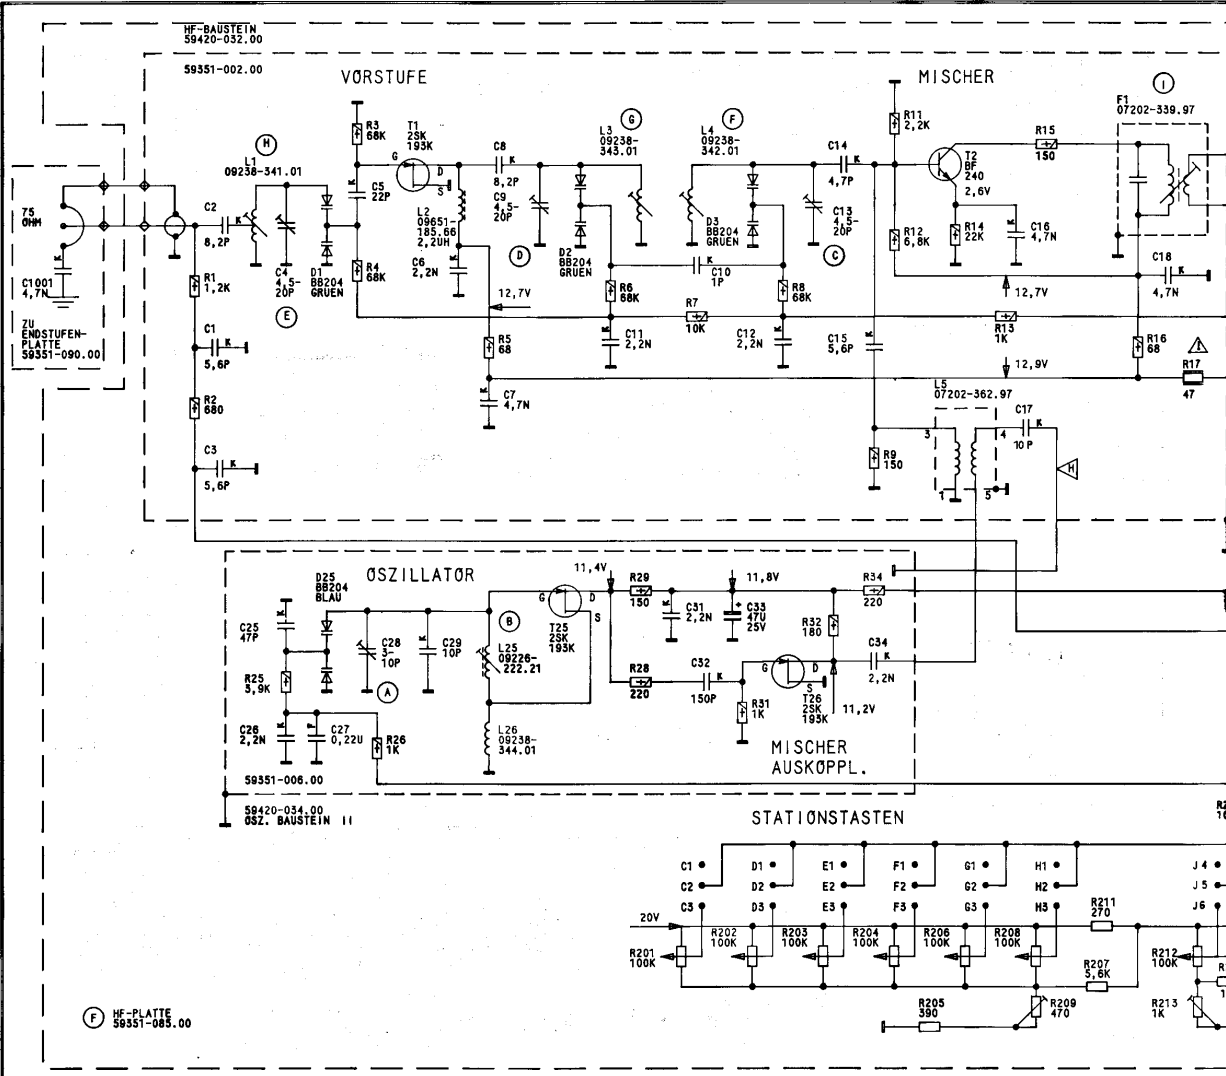 HF-BAUSTEIN
59420-032.00
59351-002.00
VORSTUFE
MISCHER
I
F1
07202-339.97
R3
68K
T1
2SK
193K
G
D
S
H
L1
09238-341.01
C8
K
8,2P
G
L3
09238-
343.01
F
L4
09238-
342.01
C14
K
4,7P
R11
2,2K
T2
BF
240
2,6V
R15
150
75
OHM
C2
K
8,2P
K
C5
22P
C9
4,5-
20P
L2
09651-
185.66
2,2UH
D3
BB204
GRUEN
C13
4,5-
20P
R12
6,8K
R14
22K
K
C16
4,7N
K
C1001
4,7N
R1
1,2K
C4
4,5-
20P
D1
BB204
GRUEN
R4
68K
C6
2,2N
K
D
D2
BB204
GRUEN
K
C10
1P
C
C18
K
4,7N
E
12,7V
R6
68K
R7
10K
R8
68K
12,7V
R13
1K
ZU
ENDSTUFEN-
PLATTE
59351-090.00
C1
K
5,6P
R5
68
K
C11
2,2N
C12
2,2N
K
C15
5,6P
K
R16
68
12,9V
R17
47
R2
680
K
C7
4,7N
L5
07202-362.97
C17
K
10P
3
4
H
C3
K
5,6P
R9
150
1
5
OSZILLATOR
D25
BB204
BLAU
11,4V
R29
150
11,8V
R34
220
G
D
S
B
T25
2SK
193K
K
C31
2,2N
+
C33
47U
25V
R32
180
K
C25
47P
C28
3-
10P
K
C29
10P
L25
09226-
222.21
R28
220
C32
K
150P
G
D
S
T26
2SK
193K
C34
K
2,2N
R25
3,9K
A
R31
1K
11,2V
K
C26
2,2N
F
C27
0,22U
R26
1K
L26
09238-
344.01
MISCHER
AUSKOPPL.
59351-006.00
59420-034.00
OSZ. BAUSTEIN II
STATIONSTASTEN
C1
D1
E1
F1
G1
H1
J4
C2
D2
E2
F2
G2
H2
J5
C3
D3
E3
F3
G3
H3
J6
R211
270
20V
R201
100K
R202
100K
R203
100K
R204
100K
R206
100K
R208
100K
R207
5,6K
R212
100K
R205
390
R209
470
R213
1K
F
HF-PLATTE
59351-085.00